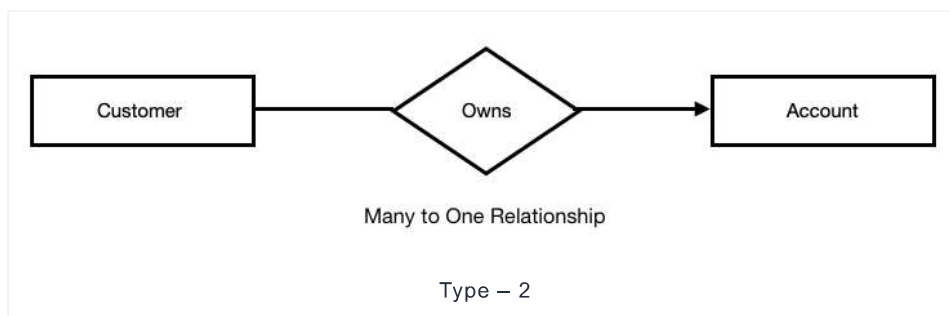 Customer
Owns
Account
Many to One Relationship
Type – 2